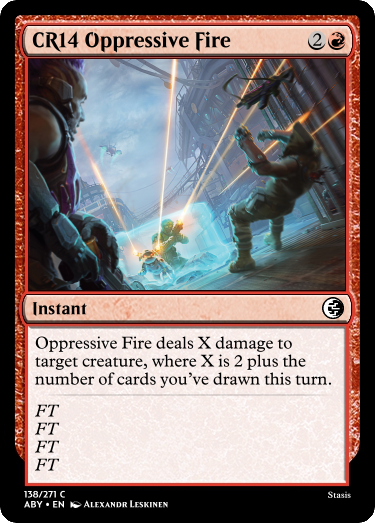 CR14 Oppressive Fire 2
Instant
Oppressive Fire deals X damage to
target creature, where X is 2 plus the
number of cards you've drawn this turn.
FT
FT
FT
FT
138/271 C
ABY • EN Alexandr Leskinen
Stasis